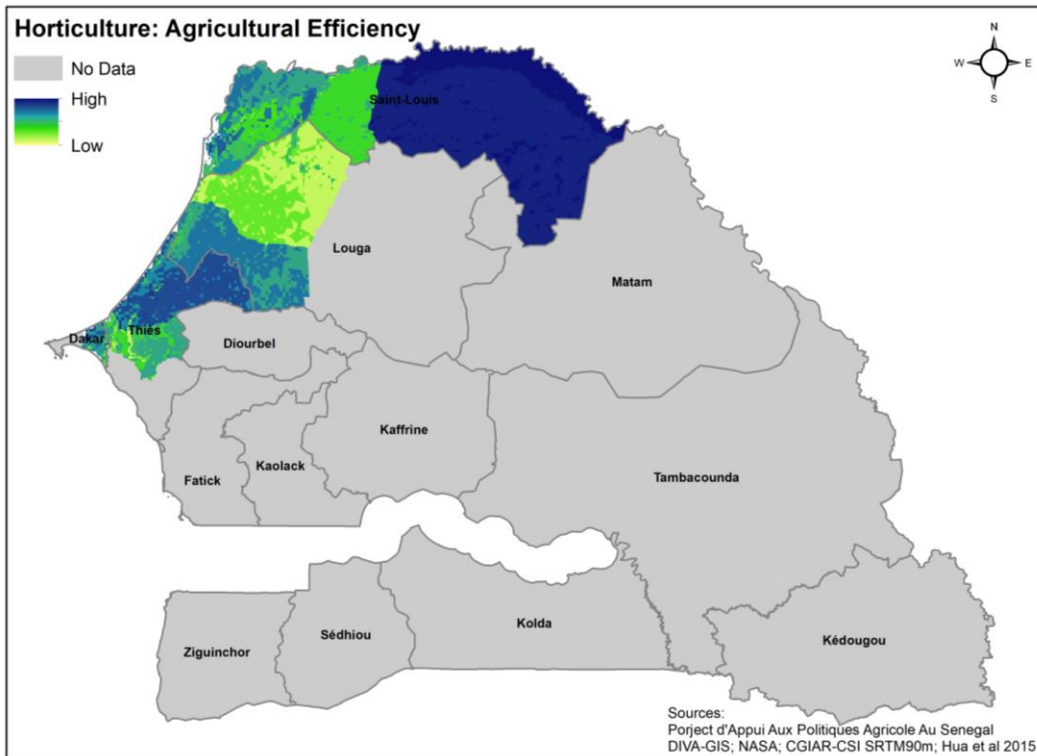 Horticulture: Agricultural Efficiency
No Data
High
Low
N
W E
S
Saint-Louis
Louga
Matam
Thiès
Dakar
Diourbel
Kaffrine
Kaolack
Fatick
Tambacounda
Kolda
Sédhiou
Ziguinchor
Kédougou
Sources:
Porject d'Appui Aux Politiques Agricole Au Senegal
DIVA-GIS; NASA; CGIAR-CSI SRTM90m; Hua et al 2015